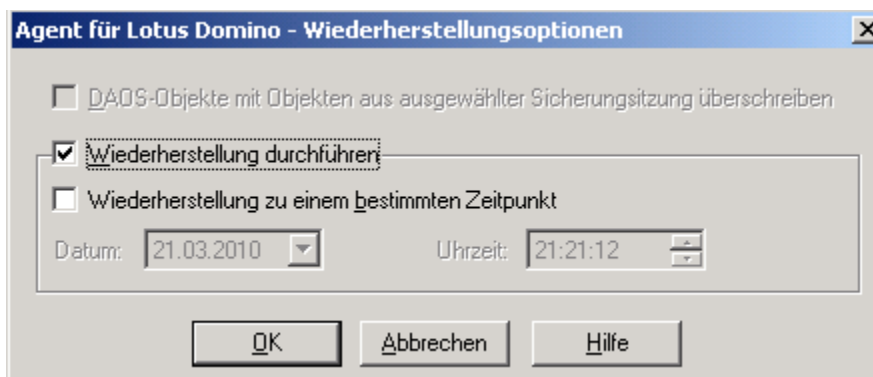 Agent für Lotus Domino - Wiederherstellungsoptionen
DAOS-Objekte mit Objekten aus ausgewählter Sicherungsitzung überschreiben
Wiederherstellung durchführen
Wiederherstellung zu einem bestimmten Zeitpunkt
Datum: 21.03.2010 Uhrzeit: 21:21:12
OK Abbrechen Hilfe